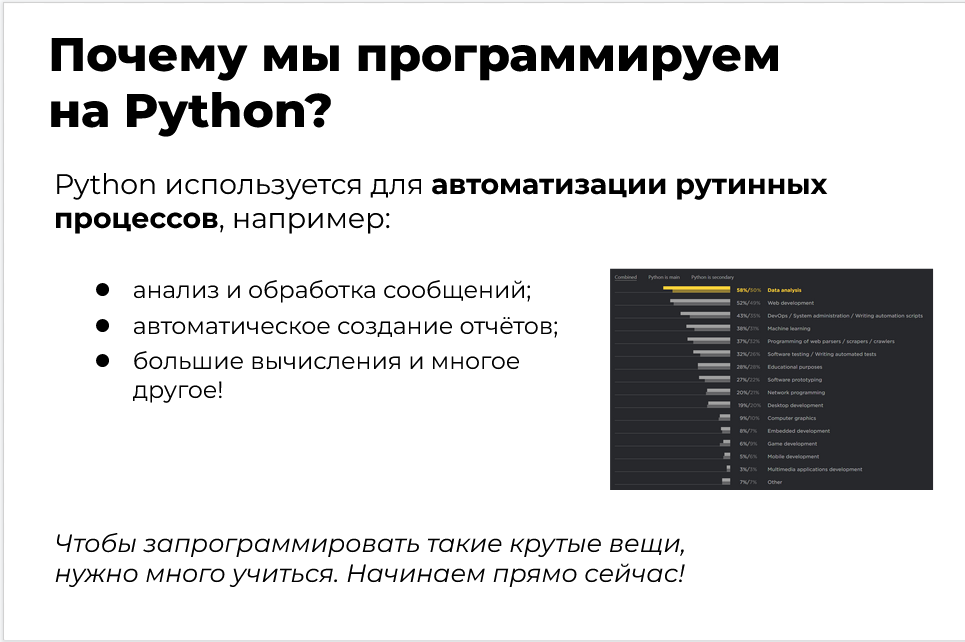 Почему мы программируем
на Python?
Python используется для автоматизации рутинных
процессов, например:
● анализ и обработка сообщений;
● автоматическое создание отчётов;
● большие вычисления и многое
другое!
Combined Python is main Python is secondary
58%/50% Data analysis
52%/49% Web development
43%/35% DevOps / System administration / Writing automation scripts
38%/31% Machine learning
37%/32% Programming of web parsers / scrapers / crawlers
32%/26% Software testing / Writing automated tests
28%/28% Educational purposes
27%/22% Software prototyping
20%/21% Network programming
19%/20% Desktop development
9%/10% Computer graphics
8%/7% Embedded development
6%/9% Game development
5%/6% Mobile development
3%/3% Multimedia applications development
7%/7% Other
Чтобы запрограммировать такие крутые вещи,
нужно много учиться. Начинаем прямо сейчас!